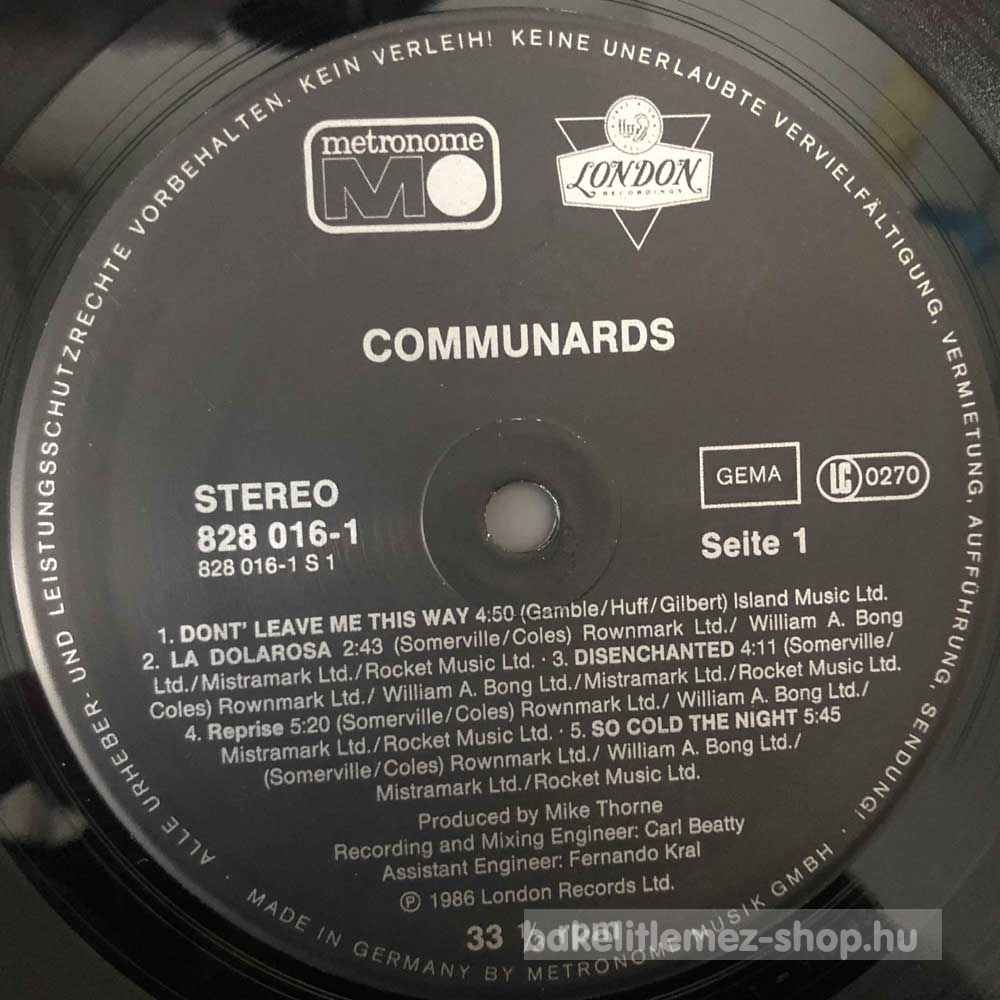 ALLE URHEBER- UND LEISTUNGSSCHUTZRECHTE VORBEHALTEN. KEIN VERLEIH! KEINE UNERLAUBTE VERVIELFÄLTIGUNG, VERMIETUNG, AUFFÜHRUNG, SENDUNG! ·
metronome
M
LONDON
RECORDINGS
COMMUNARDS
STEREO
828 016-1
828 016-1 S 1
GEMA
LC 0270
Seite 1
1. DONT' LEAVE ME THIS WAY 4:50 (Gamble/Huff/Gilbert) Island Music Ltd.
2. LA DOLAROSA 2:43 (Somerville/Coles) Rownmark Ltd./ William A. Bong
Ltd./Mistramark Ltd./Rocket Music Ltd. · 3. DISENCHANTED 4:11 (Somerville/
Coles) Rownmark Ltd./ William A. Bong Ltd./Mistramark Ltd./Rocket Music Ltd.
4. Reprise 5:20 (Somerville/Coles) Rownmark Ltd./ William A. Bong Ltd./
Mistramark Ltd./Rocket Music Ltd. · 5. SO COLD THE NIGHT 5:45
(Somerville/Coles) Rownmark Ltd./ William A. Bong Ltd./
Mistramark Ltd./Rocket Music Ltd.
Produced by Mike Thorne
Recording and Mixing Engineer: Carl Beatty
Assistant Engineer: Fernando Kral
℗ 1986 London Records Ltd.
33 ⅓ rpm
· MADE IN GERMANY BY METRONOME MUSIK GMBH ·
bakelitlemez-shop.hu